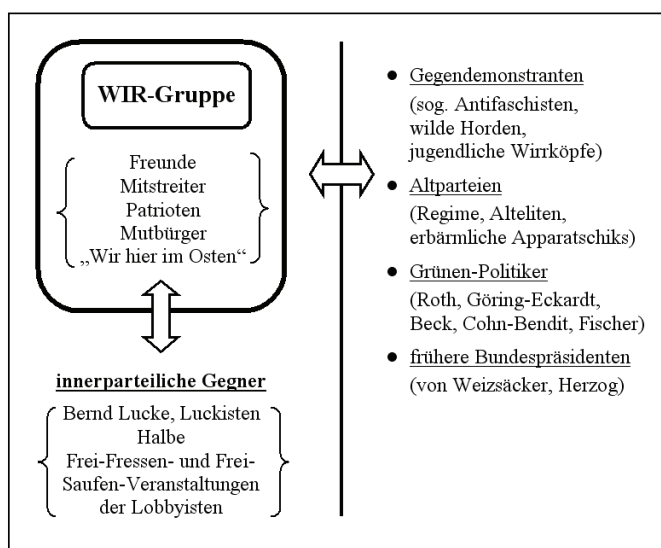 WIR-Gruppe
Freunde
Mitstreiter
Patrioten
Mutbürger
„Wir hier im Osten“
innerparteiliche Gegner
Bernd Lucke, Luckisten
Halbe
Frei-Fressen- und Frei-
Saufen-Veranstaltungen
der Lobbyisten
● Gegendemonstranten
(sog. Antifaschisten,
wilde Horden,
jugendliche Wirrköpfe)
● Altparteien
(Regime, Alteliten,
erbärmliche Apparatschiks)
● Grünen-Politiker
(Roth, Göring-Eckardt,
Beck, Cohn-Bendit, Fischer)
● frühere Bundespräsidenten
(von Weizsäcker, Herzog)